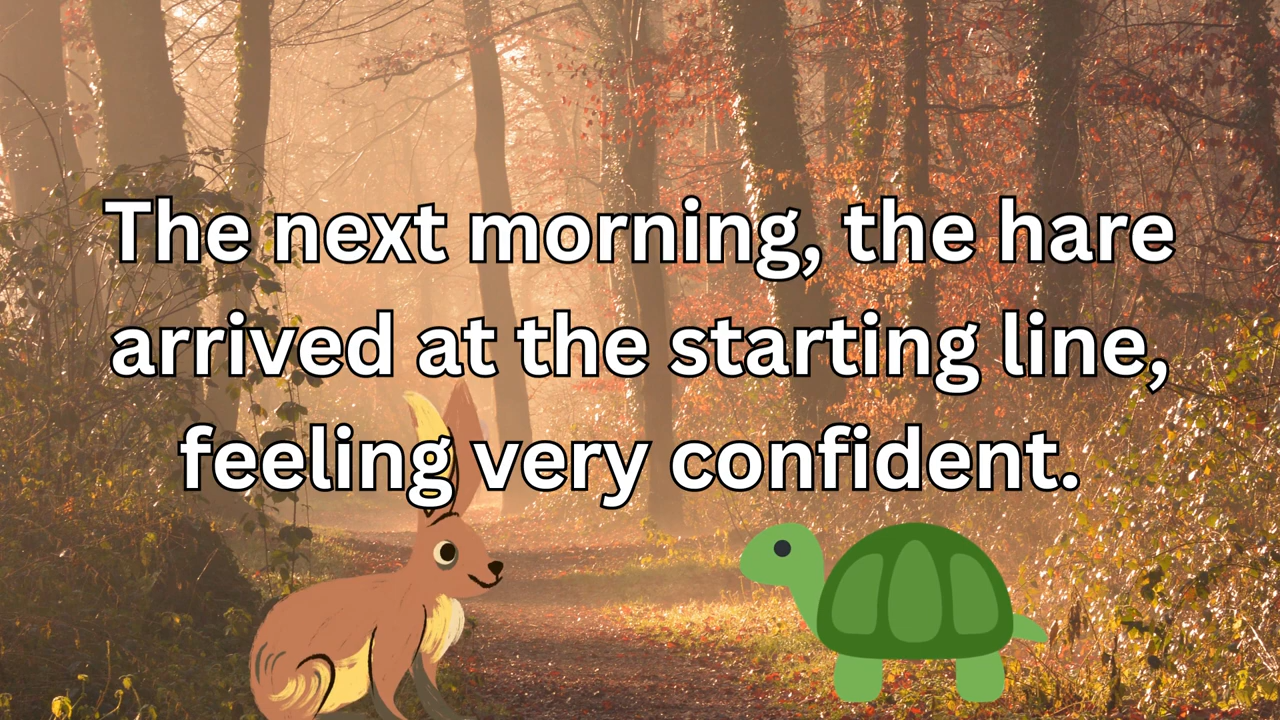 The next morning, the hare
arrived at the starting line,
feeling very confident.